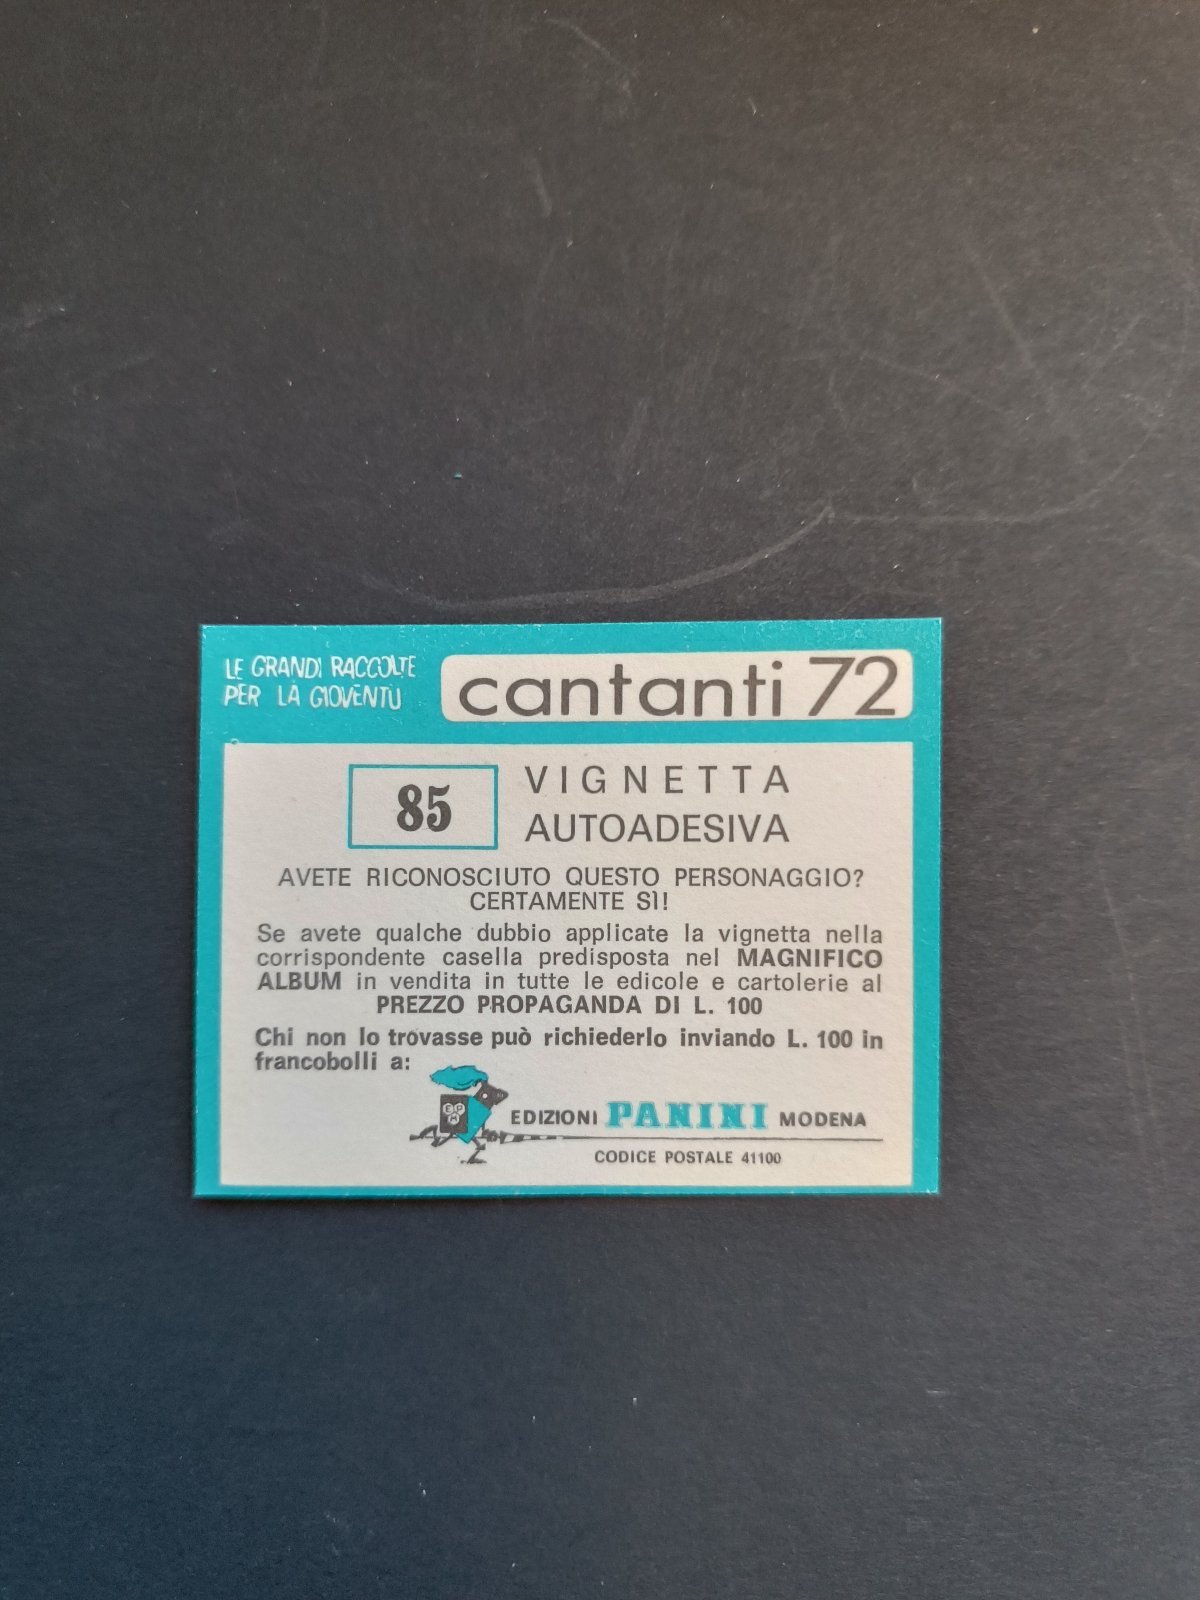 LE GRANDI RACCOLTE
PER LA GIOVENTÙ
cantanti 72
85
VIGNETTA
AUTOADESIVA
AVETE RICONOSCIUTO QUESTO PERSONAGGIO?
CERTAMENTE SÌ!
Se avete qualche dubbio applicate la vignetta nella
corrispondente casella predisposta nel MAGNIFICO
ALBUM in vendita in tutte le edicole e cartolerie al
PREZZO PROPAGANDA DI L. 100
Chi non lo trovasse può richiederlo inviando L. 100 in
francobolli a:
EPM
EDIZIONI PANINI MODENA
CODICE POSTALE 41100